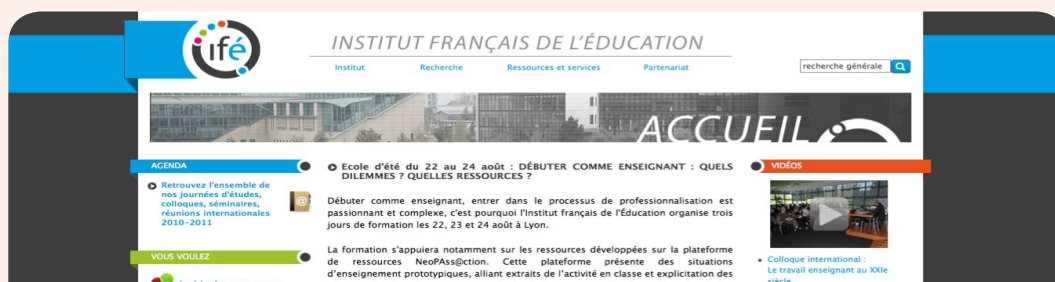 ifé
INSTITUT FRANÇAIS DE L'ÉDUCATION
Institut Recherche Ressources et services Partenariat
recherche générale
ACCUEIL
AGENDA
Retrouvez l'ensemble de
nos journées d'études,
colloques, séminaires,
réunions internationales
2010-2011
VOUS VOULEZ
Ecole d'été du 22 au 24 août : DÉBUTER COMME ENSEIGNANT : QUELS
DILEMMES ? QUELLES RESSOURCES ?
Débuter comme enseignant, entrer dans le processus de professionnalisation est
passionnant et complexe, c'est pourquoi l'Institut français de l'Éducation organise trois
jours de formation les 22, 23 et 24 août à Lyon.
La formation s'appuiera notamment sur les ressources développées sur la plateforme
de ressources NeoPAss@ction. Cette plateforme présente des situations
d'enseignement prototypiques, alliant extraits de l'activité en classe et explicitation des
VIDÉOS
Colloque international :
Le travail enseignant au XXIe
siècle